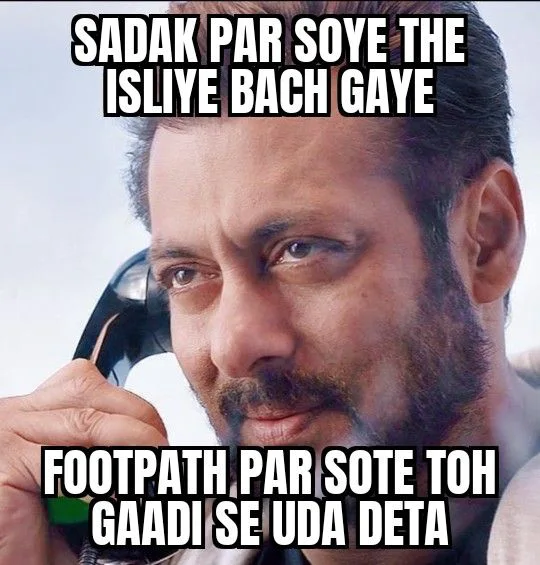 SADAK PAR SOYE THE
ISLIYE BACH GAYE
FOOTPATH PAR SOTE TOH
GAADI SE UDA DETA